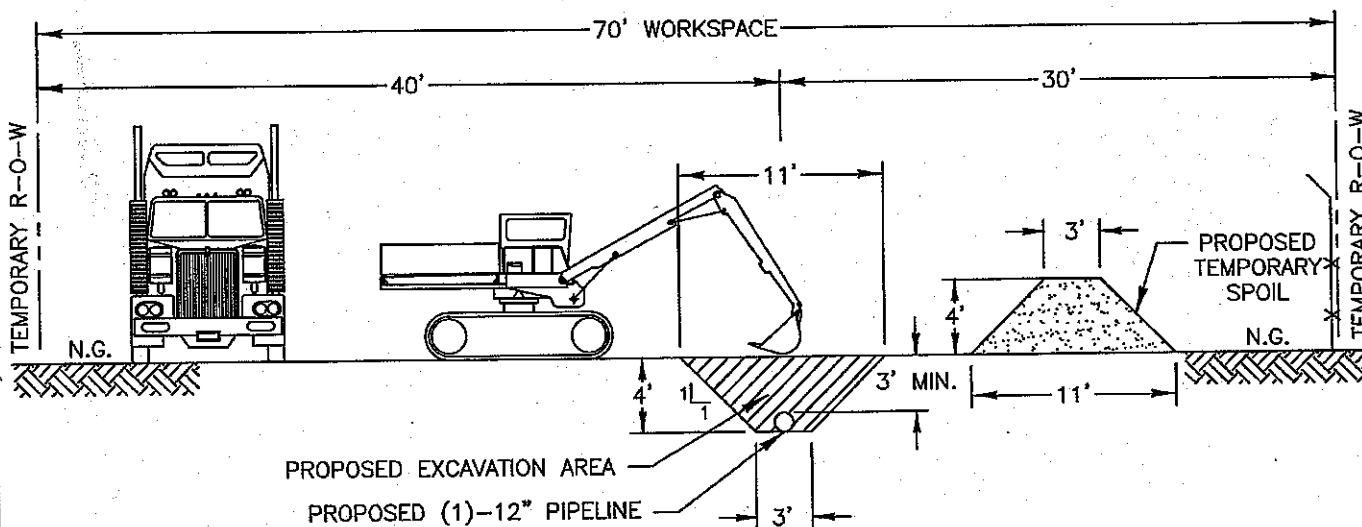 70' WORKSPACE
40'
30'
TEMPORARY R-O-W
TEMPORARY R-O-W
11'
3'
PROPOSED
TEMPORARY
SPOIL
4'
N.G.
N.G.
4'
1
1
3' MIN.
11'
PROPOSED EXCAVATION AREA
PROPOSED (1)-12" PIPELINE
3'